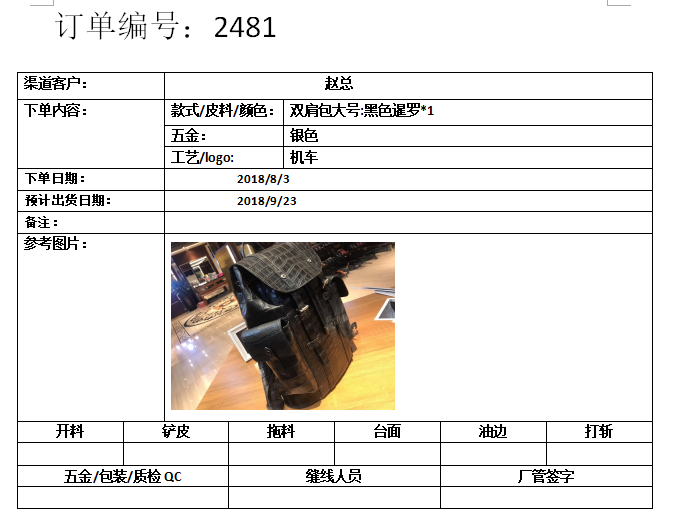 订单编号：2481
渠道客户： 赵总
下单内容： 款式/皮料/颜色： 双肩包大号:黑色暹罗*1
五金： 银色
工艺/logo: 机车
下单日期： 2018/8/3
预计出货日期： 2018/9/23
备注：
参考图片：
开料 铲皮 拖料 台面 油边 打斩
五金/包装/质检 QC 缝线人员 厂管签字